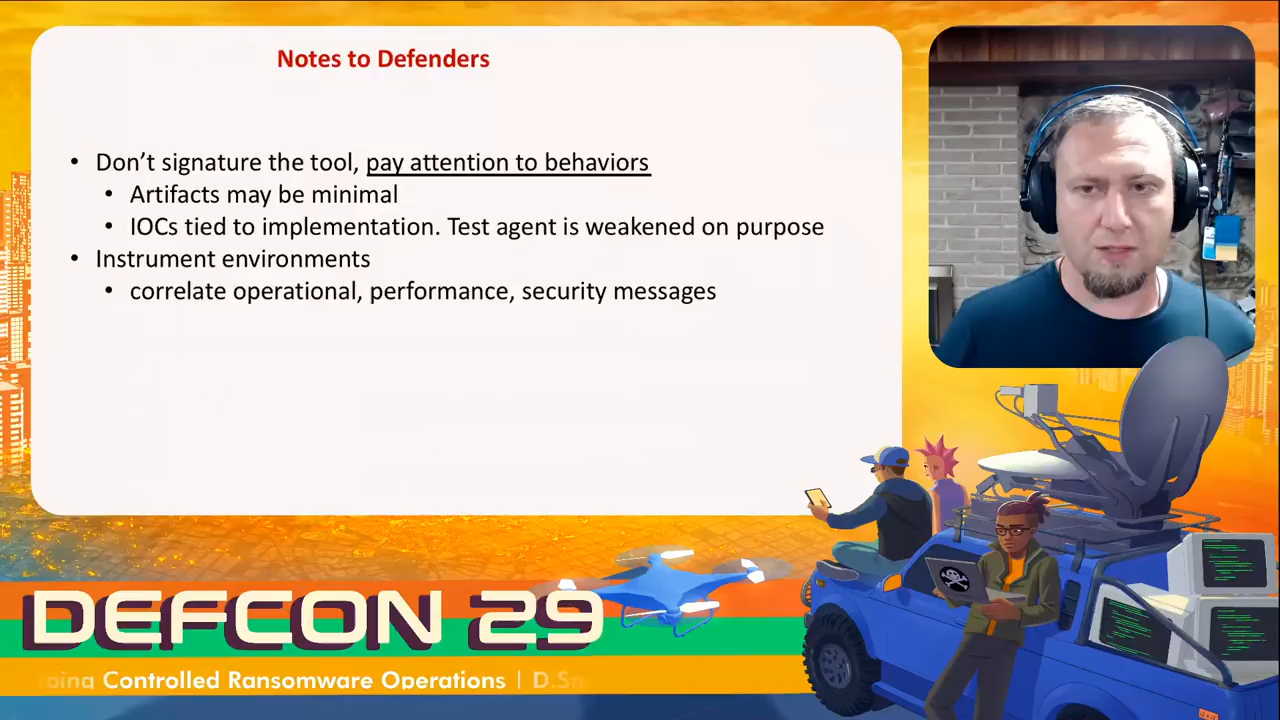 Notes to Defenders
• Don’t signature the tool, pay attention to behaviors
• Artifacts may be minimal
• IOCs tied to implementation. Test agent is weakened on purpose
• Instrument environments
• correlate operational, performance, security messages
DEFCON 29
Controlled Ransomware Operations | D.Sm